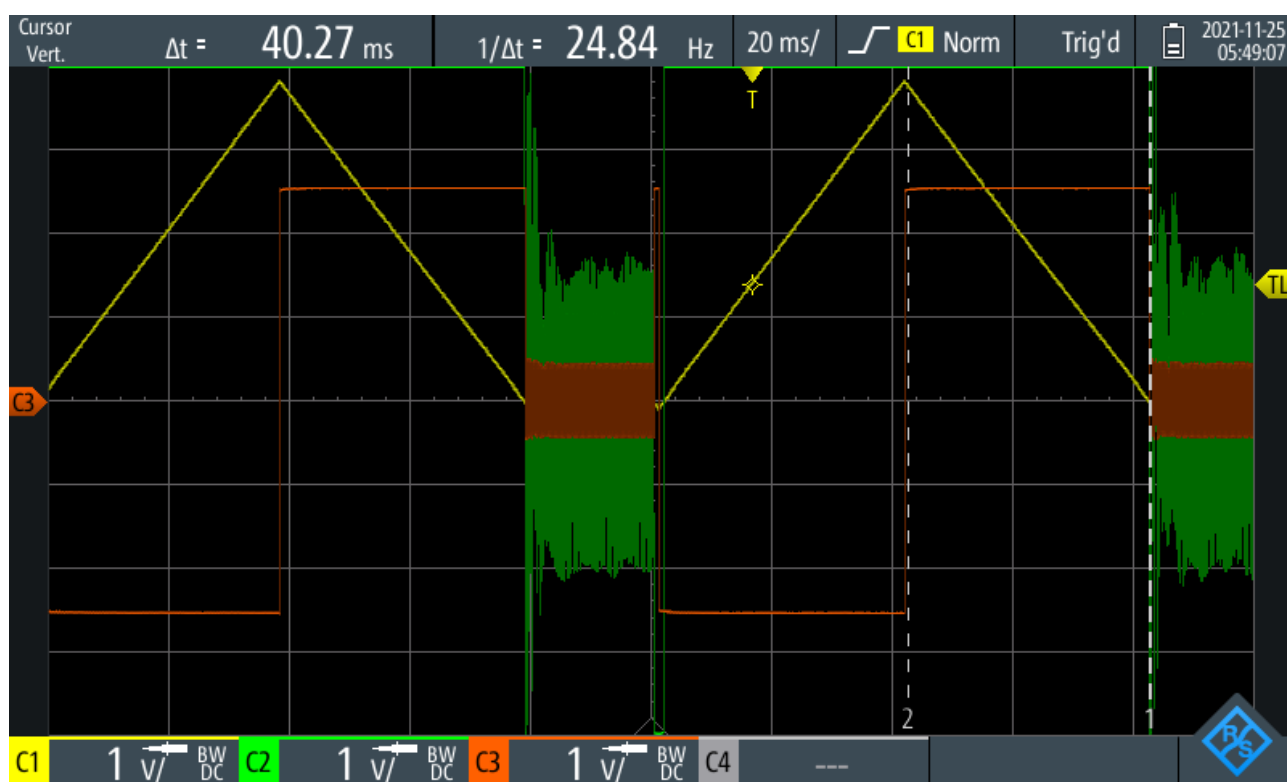 Cursor Vert. Δt = 40.27 ms 1/Δt = 24.84 Hz 20 ms/ C1 Norm Trig'd 2021-11-25
05:49:07
T
TL
C3
2 1
R&S
C1 1 V/ BW DC C2 1 V/ BW DC C3 1 V/ BW DC C4 ---